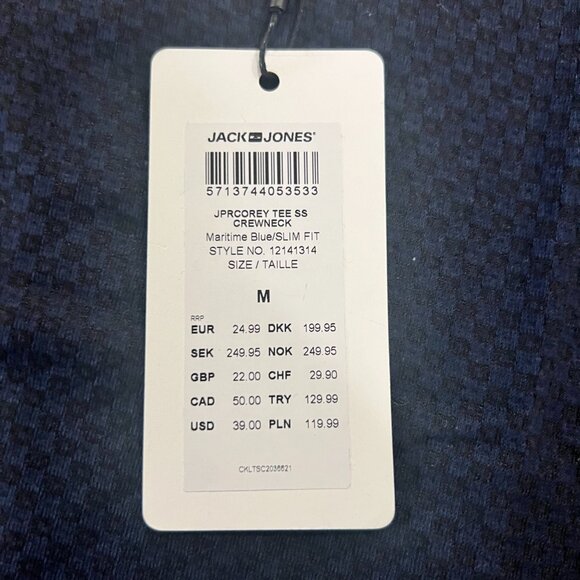 JACK JONES
5713744053533
JPRCOREY TEE SS
CREWNECK
Maritime Blue/SLIM FIT
STYLE NO. 12141314
SIZE / TAILLE
M
RRP
EUR 24.99 DKK 199.95
SEK 249.95 NOK 249.95
GBP 22.00 CHF 29.90
CAD 50.00 TRY 129.99
USD 39.00 PLN 119.99